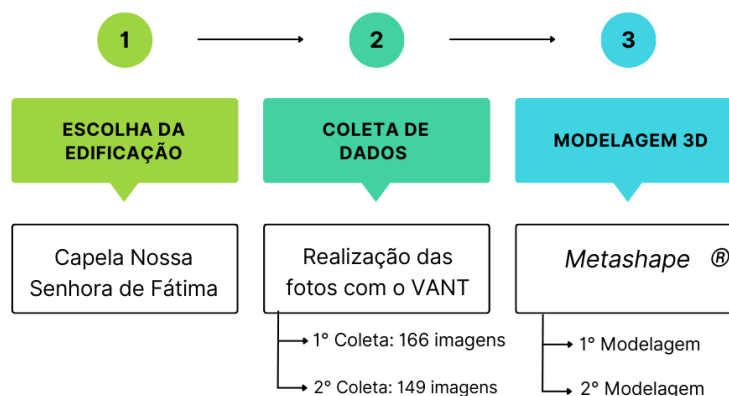 1
2
3
ESCOLHA DA
EDIFICAÇÃO
COLETA DE
DADOS
MODELAGEM 3D
Capela Nossa
Senhora de Fátima
Realização das
fotos com o VANT
Metashape ®
1° Coleta: 166 imagens
2° Coleta: 149 imagens
1° Modelagem
2° Modelagem